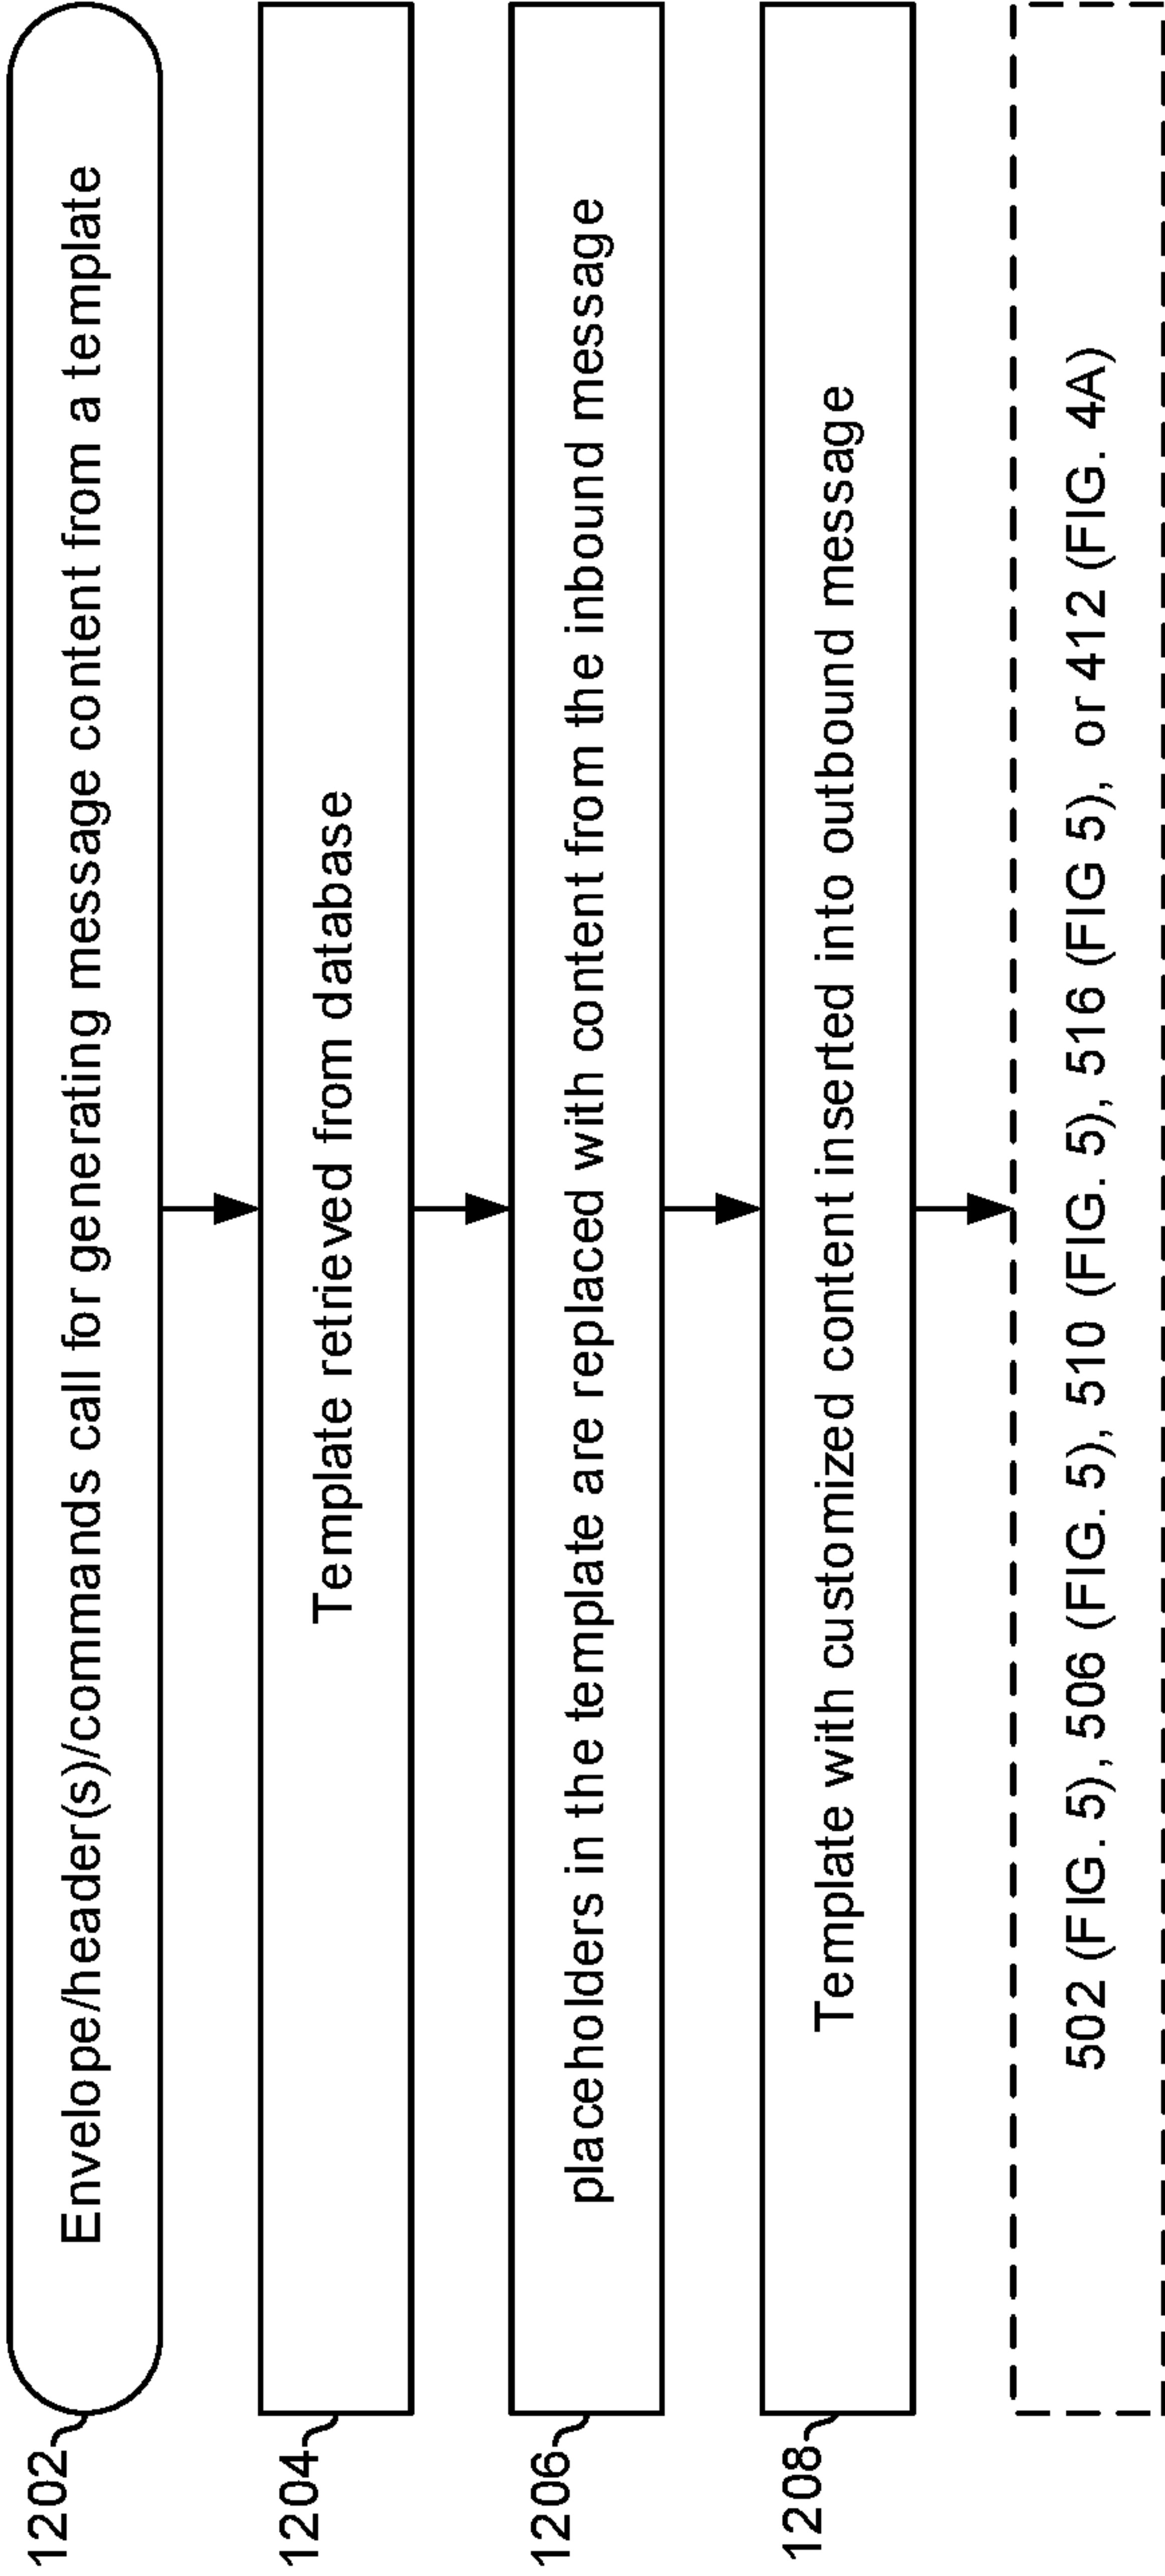 1202
Envelope/header(s)/commands call for generating message content from a template
1204
Template retrieved from database
1206
placeholders in the template are replaced with content from the inbound message
1208
Template with customized content inserted into outbound message
502 (FIG. 5), 506 (FIG. 5), 510 (FIG. 5), 516 (FIG 5), or 412 (FIG. 4A)